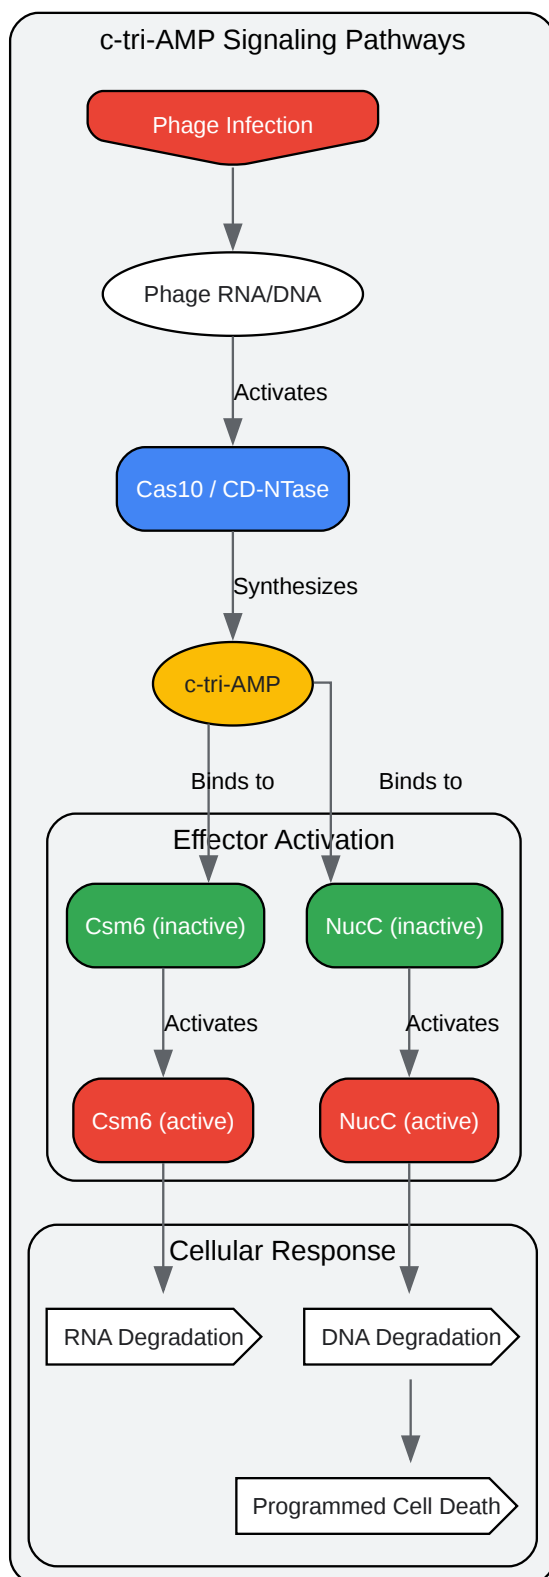 c-tri-AMP Signaling Pathways
Phage Infection
Phage RNA/DNA
Activates
Cas10 / CD-NTase
Synthesizes
c-tri-AMP
Binds to
Binds to
Effector Activation
Csm6 (inactive)
NucC (inactive)
Activates
Activates
Csm6 (active)
NucC (active)
Cellular Response
RNA Degradation
DNA Degradation
Programmed Cell Death